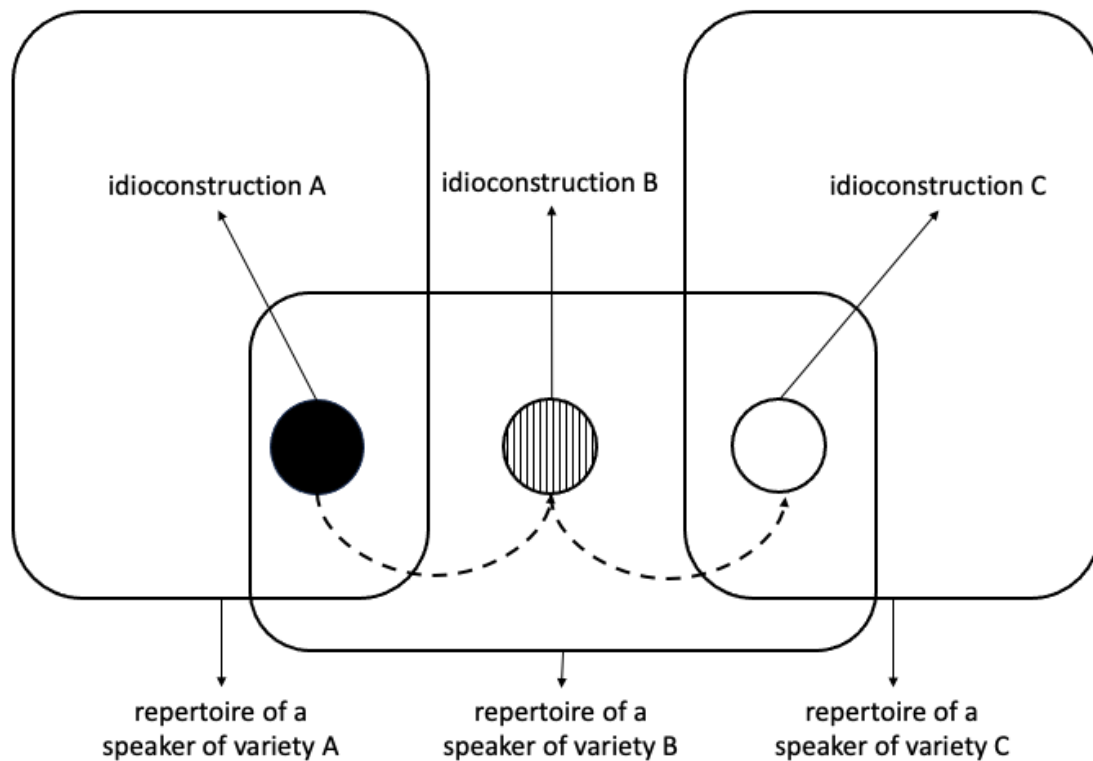 idioconstruction A
idioconstruction B
idioconstruction C
repertoire of a
speaker of variety A
repertoire of a
speaker of variety B
repertoire of a
speaker of variety C